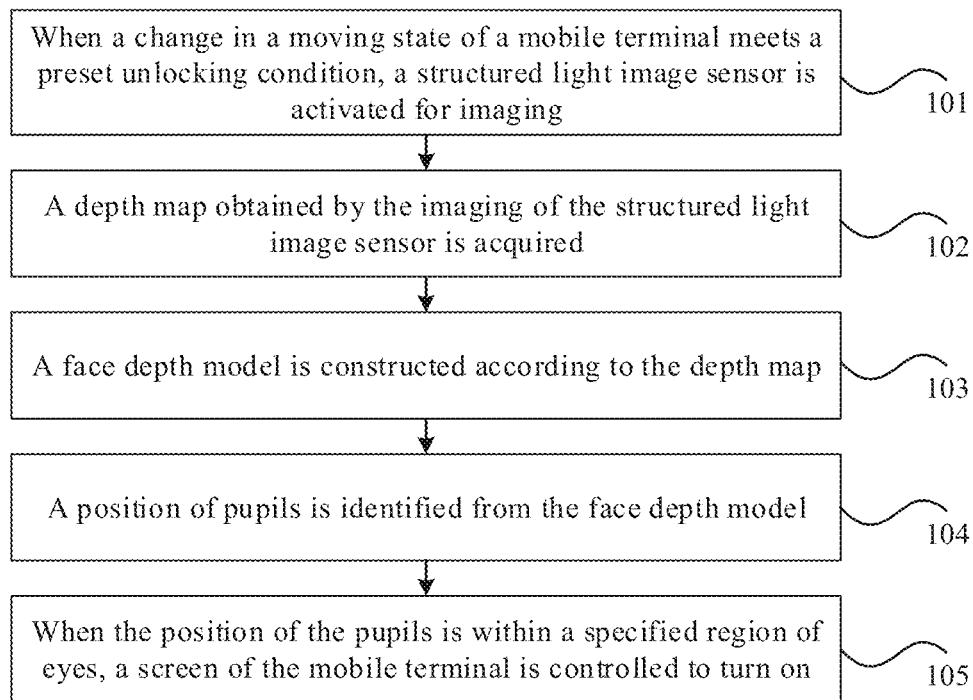 When a change in a moving state of a mobile terminal meets a
preset unlocking condition, a structured light image sensor is
activated for imaging
101
A depth map obtained by the imaging of the structured light
image sensor is acquired
102
A face depth model is constructed according to the depth map
103
A position of pupils is identified from the face depth model
104
When the position of the pupils is within a specified region of
eyes, a screen of the mobile terminal is controlled to turn on
105